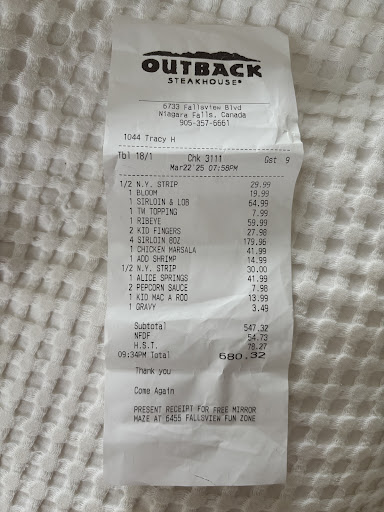 OUTBACK
STEAKHOUSE®
6733 Fallsview Blvd
Niagara Falls, Canada
905-357-6661
1044 Tracy H
Tbl 18/1 Chk 3111 Gst 9
Mar22'25 07:58PM
1/2 N.Y. STRIP 29.99
1 BLOOM 19.99
1 SIRLOIN & LOB 64.99
1 TW TOPPING 7.99
1 RIBEYE 59.99
2 KID FINGERS 27.98
4 SIRLOIN 8OZ 179.96
1 CHICKEN MARSALA 41.99
1 ADD SHRIMP 14.99
1/2 N.Y. STRIP 30.00
1 ALICE SPRINGS 41.99
2 PEPCORN SAUCE 7.98
1 KID MAC A ROO 13.99
1 GRAVY 3.49
Subtotal 547.32
NFDF 54.73
H.S.T. 78.27
09:34PM Total 680.32
Thank you
Come Again
PRESENT RECEIPT FOR FREE MIRROR
MAZE AT 6455 FALLSVIEW FUN ZONE